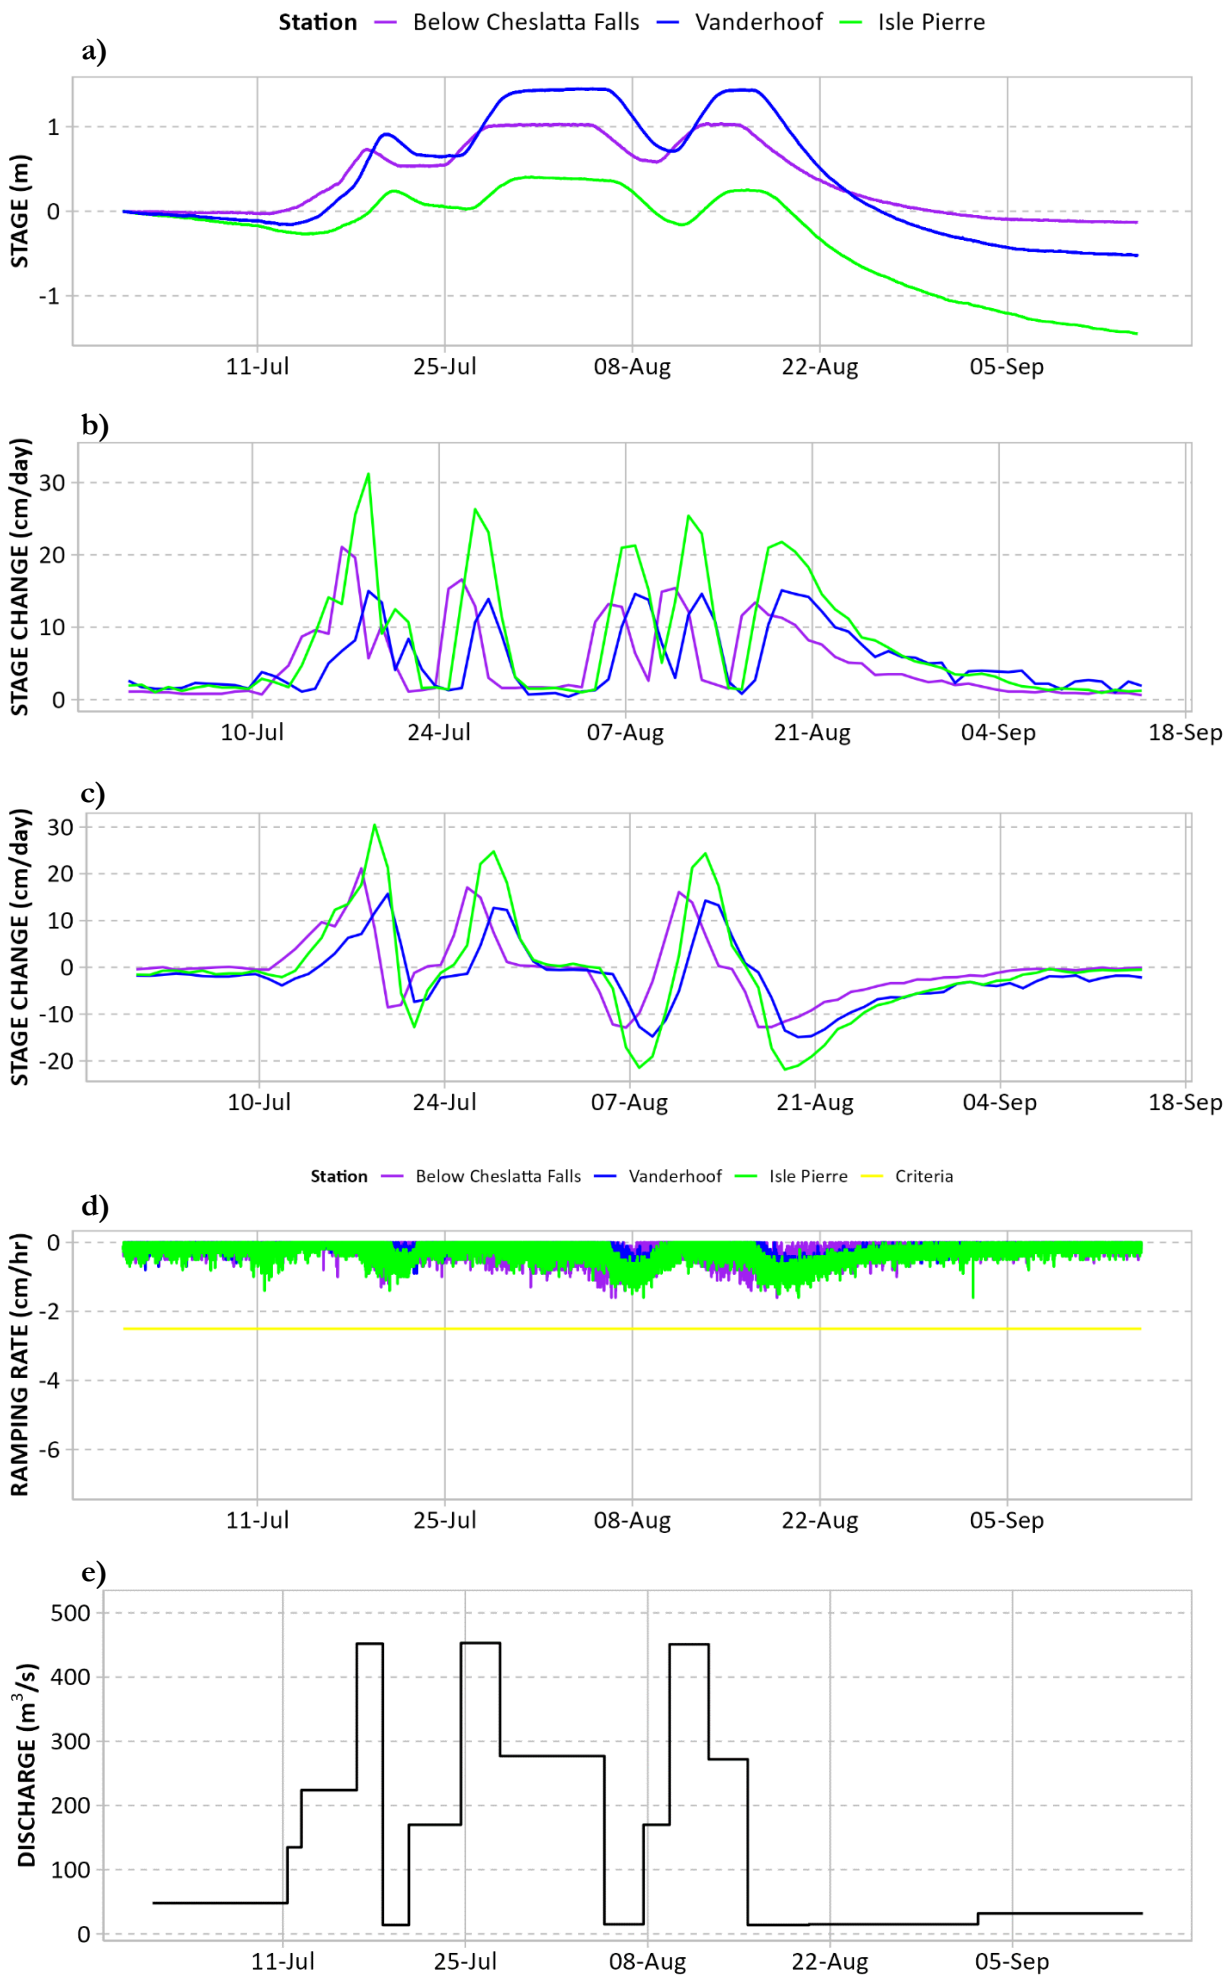 Station Below Cheslatta Falls Vanderhoof Isle Pierre
a)
STAGE (m)
1
0
-1
11-Jul 25-Jul 08-Aug 22-Aug 05-Sep
b)
STAGE CHANGE (cm/day)
30
20
10
0
10-Jul 24-Jul 07-Aug 21-Aug 04-Sep 18-Sep
c)
STAGE CHANGE (cm/day)
30
20
10
0
-10
-20
10-Jul 24-Jul 07-Aug 21-Aug 04-Sep 18-Sep
Station Below Cheslatta Falls Vanderhoof Isle Pierre Criteria
d)
RAMPING RATE (cm/hr)
0
-2
-4
-6
11-Jul 25-Jul 08-Aug 22-Aug 05-Sep
e)
DISCHARGE (m³/s)
500
400
300
200
100
0
11-Jul 25-Jul 08-Aug 22-Aug 05-Sep